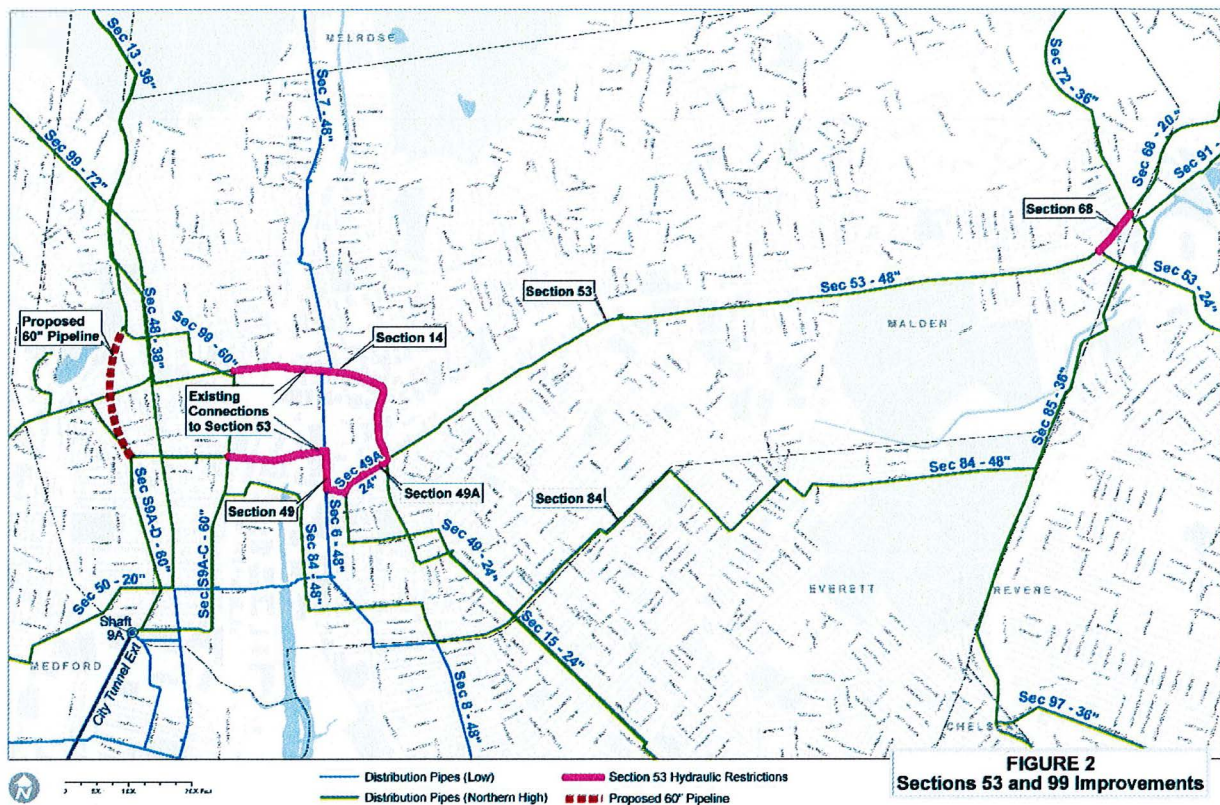 MELROSE
Sec 13 - 36"
Sec 7 - 48"
Sec 72 - 36"
Sec 68 - 20
Sec 91 -
Sec 99 - 72"
Section 68
Sec 53 - 24"
Sec 53 - 48"
Section 53
MALDEN
Proposed
60" Pipeline
Sec 48 - 38"
Sec 99 - 60"
Section 14
Existing
Connections
to Section 53
Sec 85 - 36"
Sec 49A
24"
Section 49A
Section 49
Section 84
Sec 84 - 48"
Sec S9A-D - 60"
Sec S9A-C - 60"
Sec 84 - 48"
Sec 6 - 48"
Sec 49 - 24"
Sec 50 - 20"
EVERETT
REVERE
Shaft
9A
MEDFORD
City Tunnel Ext
Sec 15 - 24"
Sec 8 - 48"
Sec 97 - 36"
CHELSEA
FIGURE 2
Sections 53 and 99 Improvements
N
Distribution Pipes (Low)
Section 53 Hydraulic Restrictions
Distribution Pipes (Northern High)
Proposed 60" Pipeline